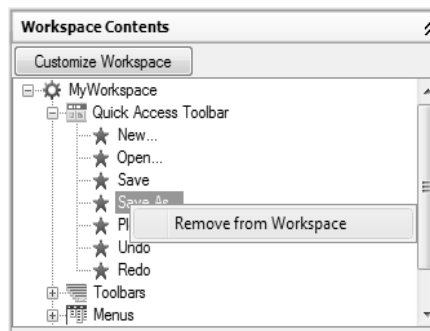 Workspace Contents
Customize Workspace
MyWorkspace
Quick Access Toolbar
New...
Open...
Save
Save As...
Remove from Workspace
Undo
Redo
Toolbars
Menus